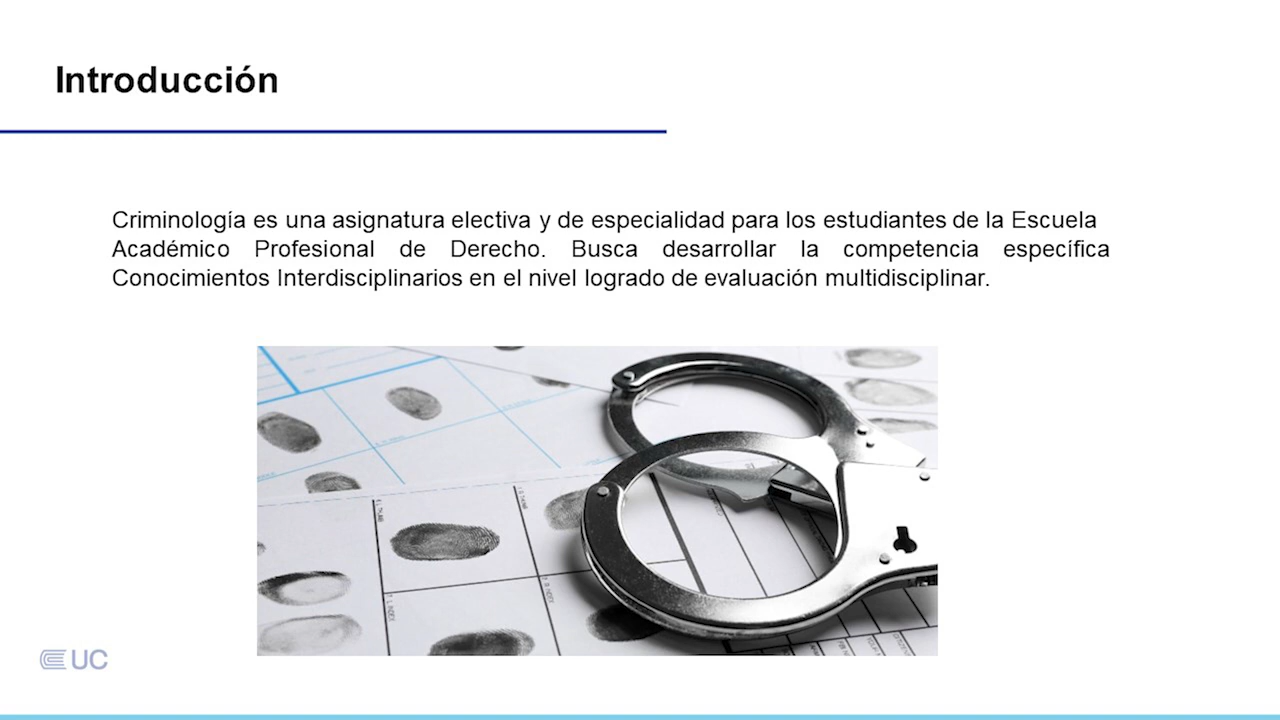 Introducción
Criminología es una asignatura electiva y de especialidad para los estudiantes de la Escuela
Académico Profesional de Derecho. Busca desarrollar la competencia específica
Conocimientos Interdisciplinarios en el nivel logrado de evaluación multidisciplinar.
UC